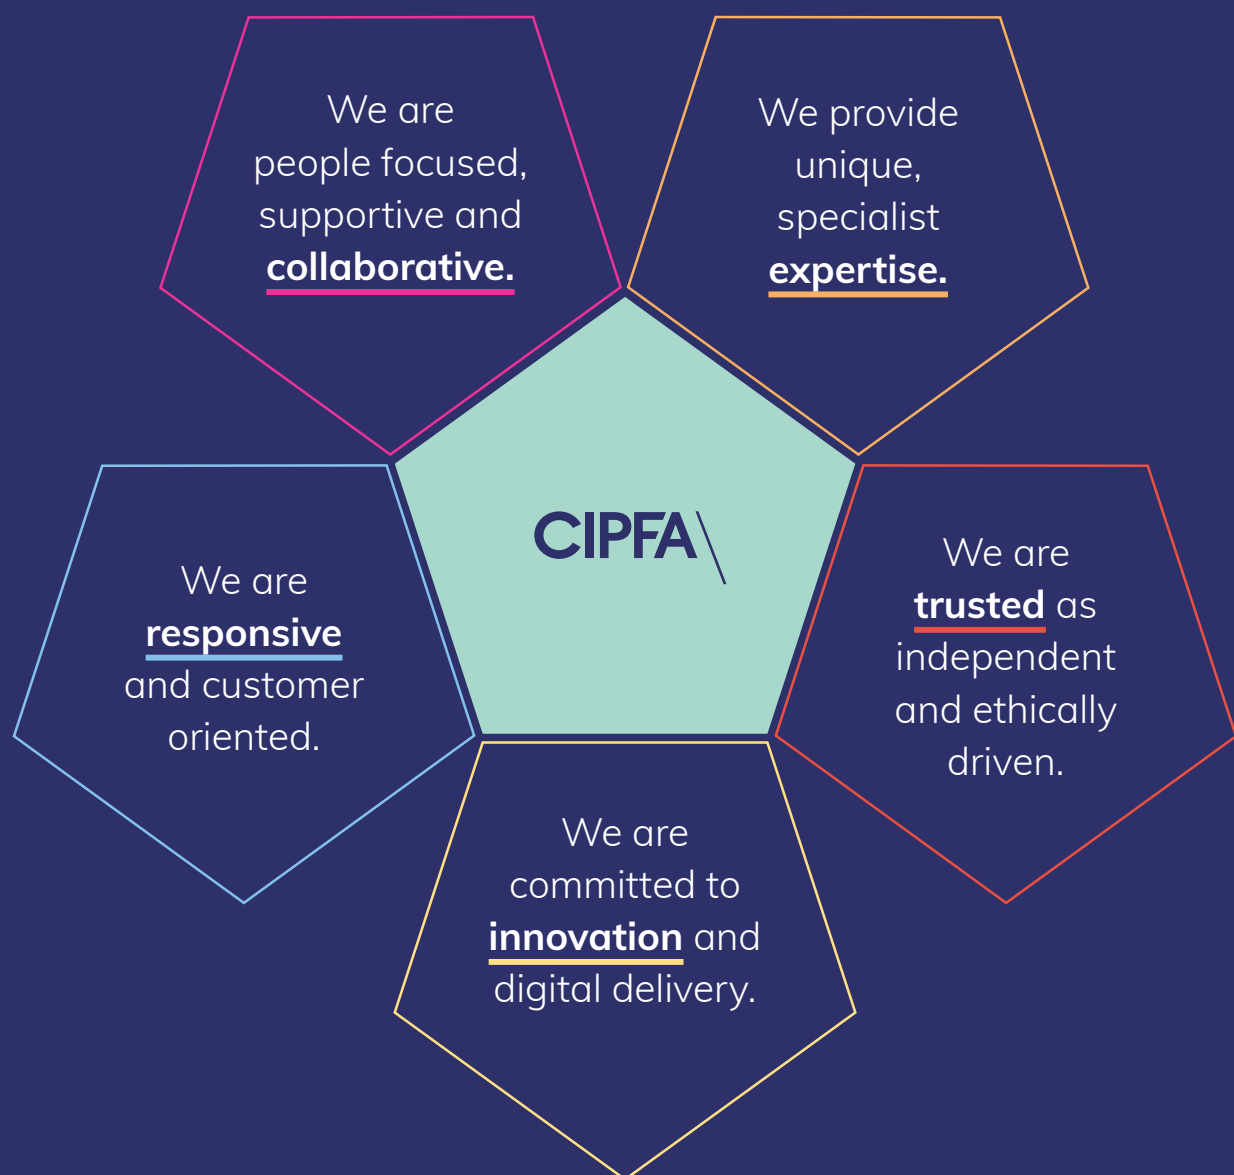 We are
people focused,
supportive and
collaborative.
We provide
unique,
specialist
expertise.
CIPFA\
We are
responsive
and customer
oriented.
We are
trusted as
independent
and ethically
driven.
We are
committed to
innovation and
digital delivery.